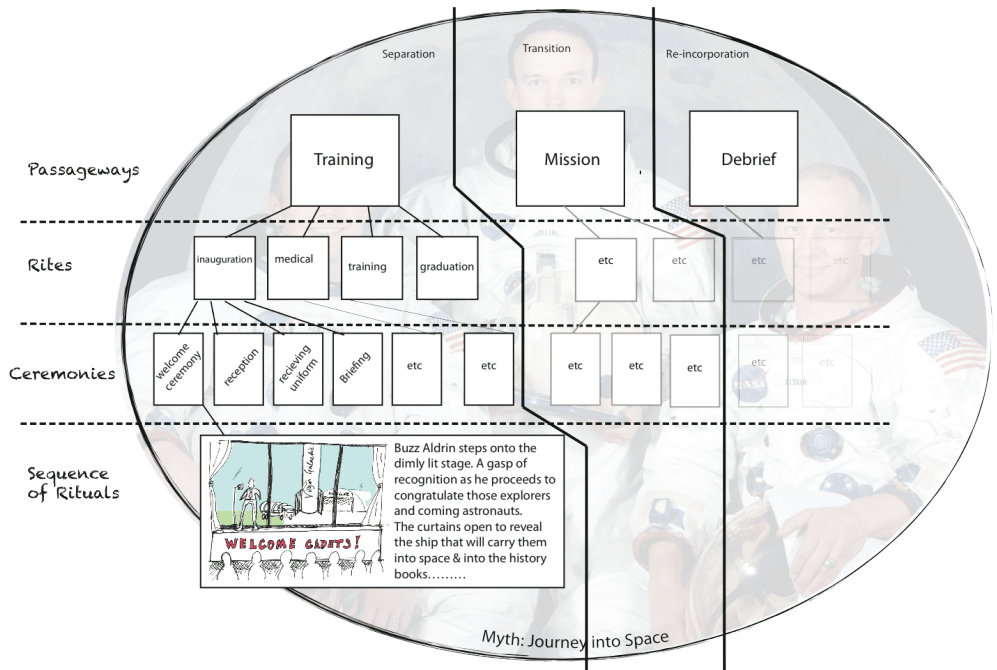 Separation
Transition
Re-incorporation
Passageways
Training
Mission
Debrief
Rites
inauguration
medical
training
graduation
etc
etc
etc
etc
Ceremonies
welcome
ceremony
reception
recieving
uniform
Briefing
etc
etc
etc
etc
etc
etc
etc
Sequence
of Rituals
Virgin Galactic
WELCOME CADETS!
Buzz Aldrin steps onto the
dimly lit stage. A gasp of
recognition as he proceeds to
congratulate those explorers
and coming astronauts.
The curtains open to reveal
the ship that will carry them
into space & into the history
books.........
Myth: Journey into Space
NASA